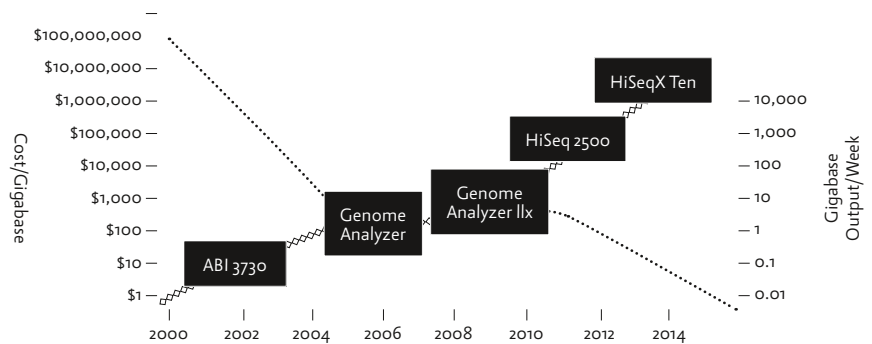 Cost/Gigabase
$100,000,000
$10,000,000
$1,000,000
$100,000
$10,000
$1,000
$100
$10
$1
ABI 3730
Genome
Analyzer
Genome
Analyzer llx
HiSeq 2500
HiSeqX Ten
10,000
1,000
100
10
1
0.1
0.01
Gigabase
Output/Week
2000
2002
2004
2006
2008
2010
2012
2014